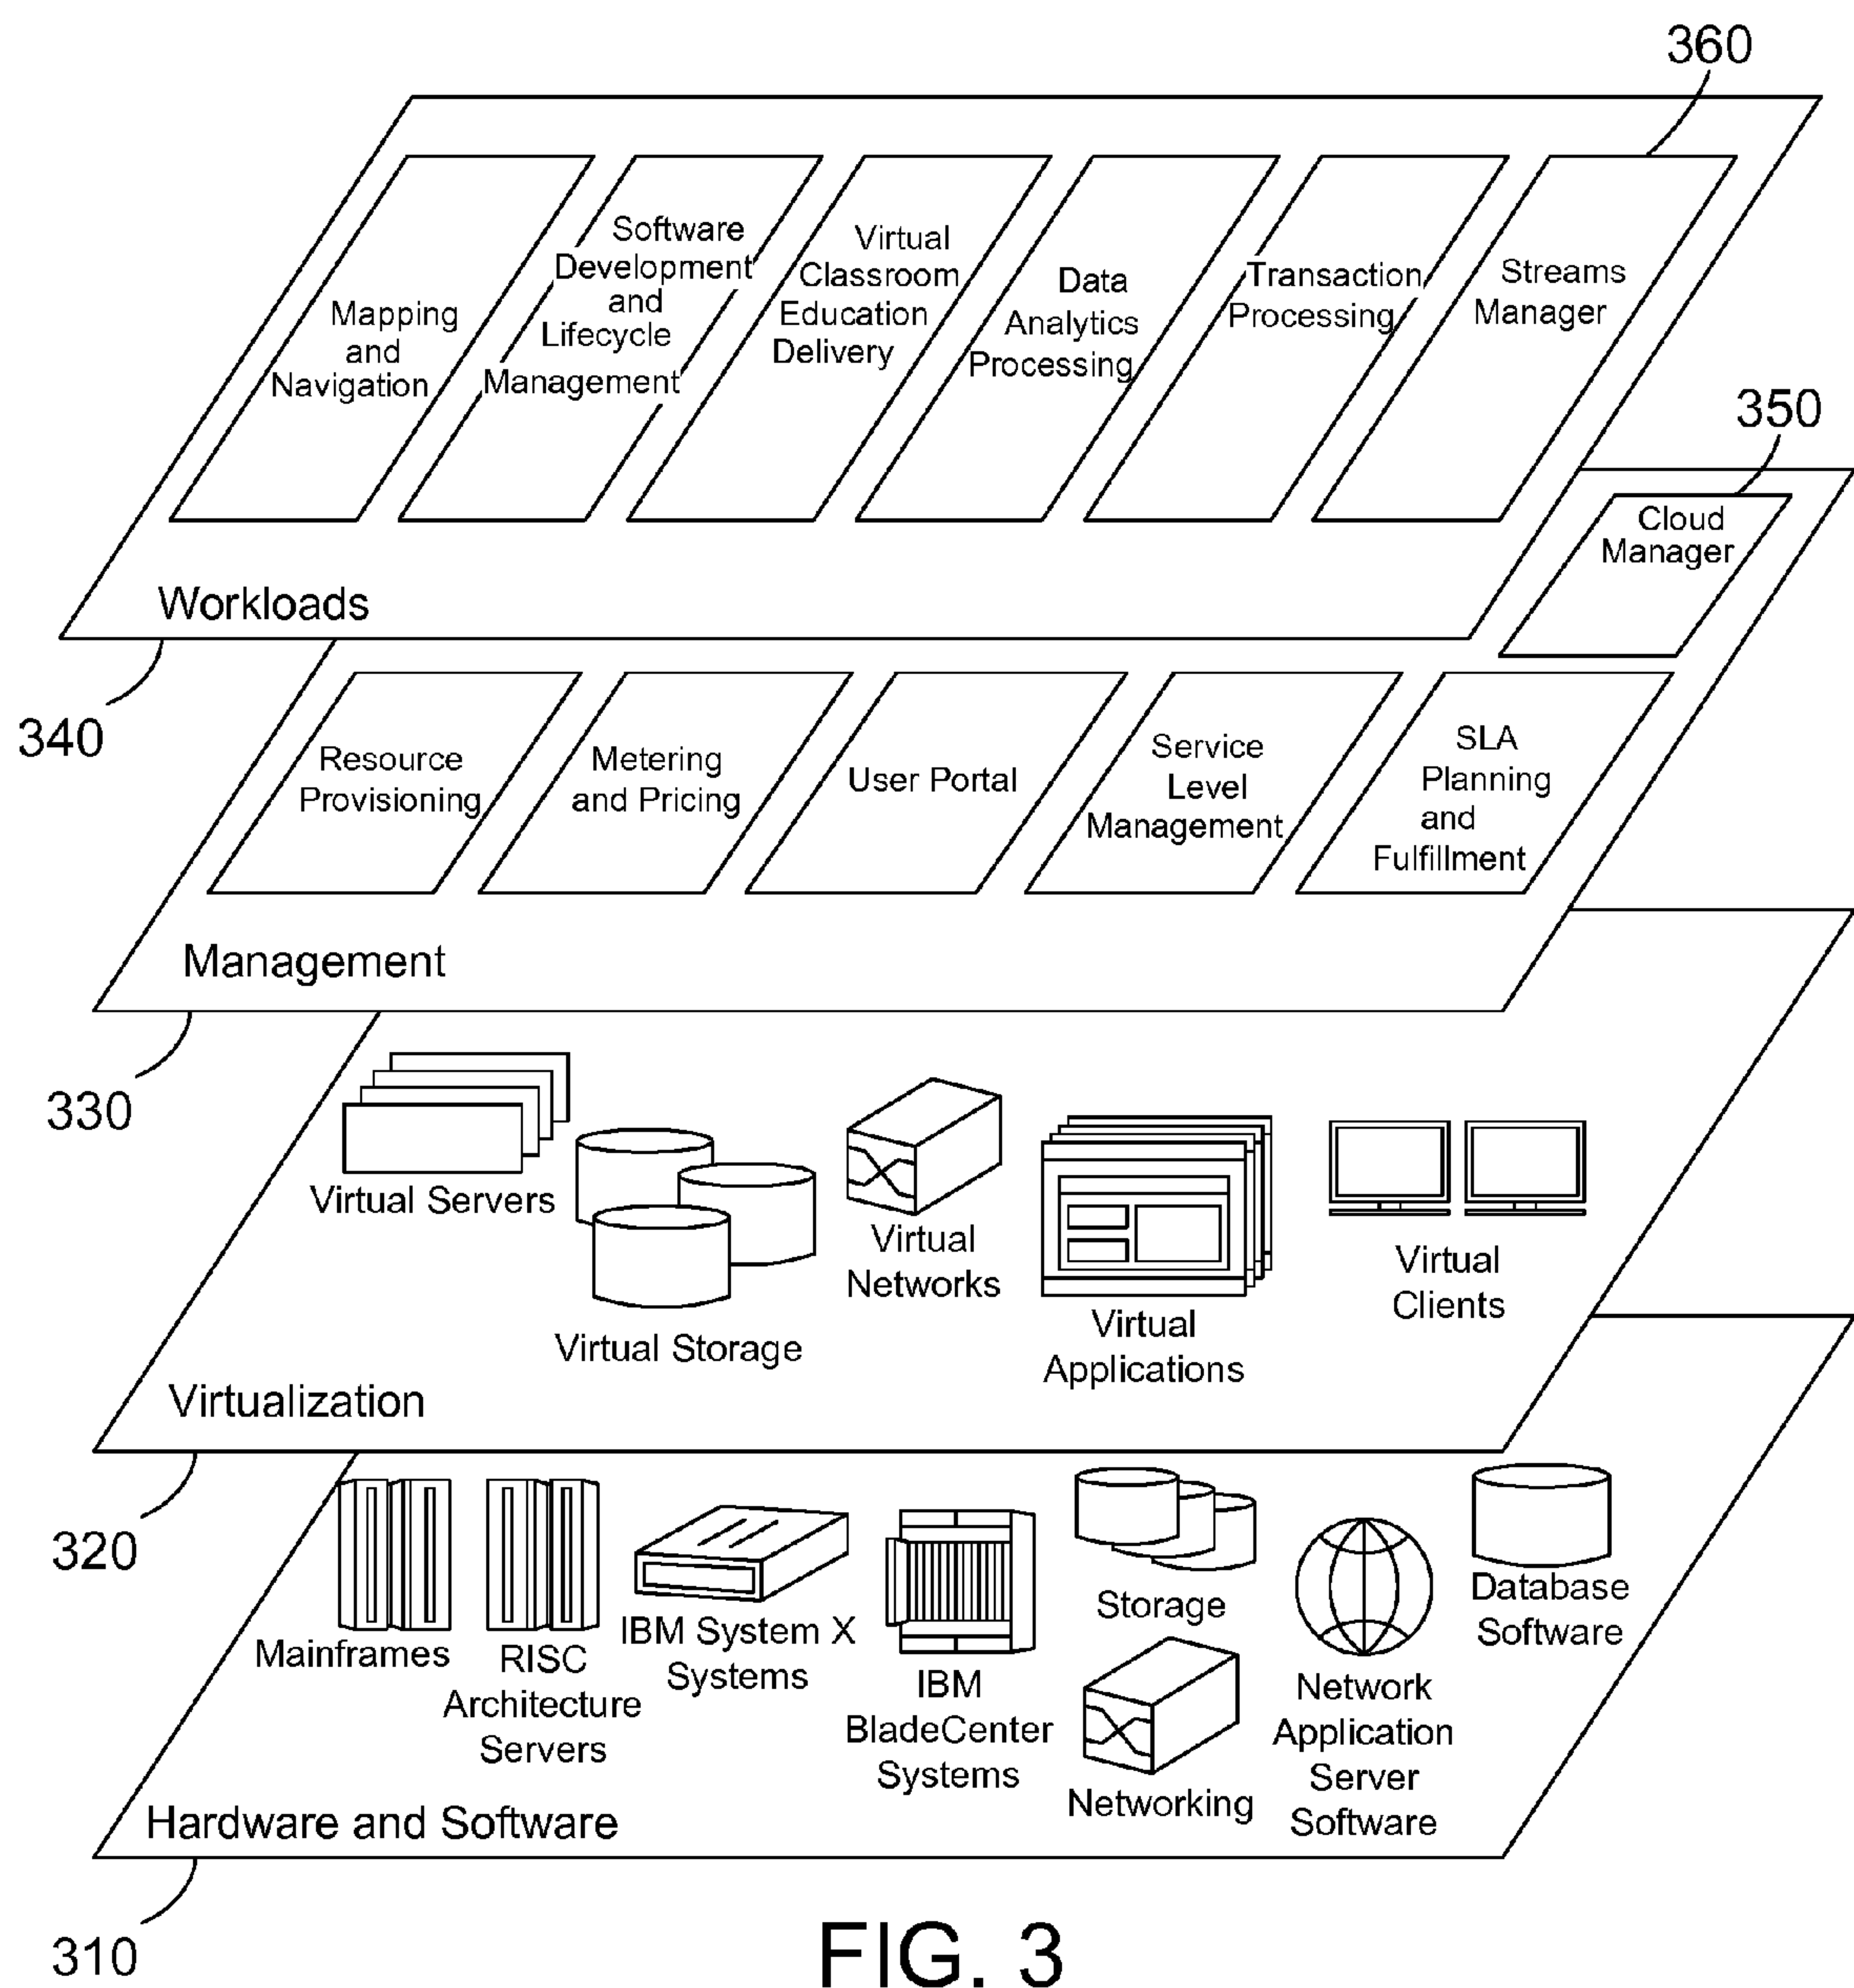 360
Mapping
and
Navigation
Software
Development
and
Lifecycle
Management
Virtual
Classroom
Education
Delivery
Data
Analytics
Processing
Transaction
Processing
Streams
Manager
Workloads
340
350
Cloud
Manager
Resource
Provisioning
Metering
and Pricing
User Portal
Service
Level
Management
SLA
Planning
and
Fulfillment
Management
330
Virtual Servers
Virtual Storage
Virtual
Networks
Virtual
Applications
Virtual
Clients
Virtualization
320
Mainframes
RISC
Architecture
Servers
IBM System X
Systems
IBM
BladeCenter
Systems
Storage
Networking
Network
Application
Server
Software
Database
Software
Hardware and Software
310
FIG. 3